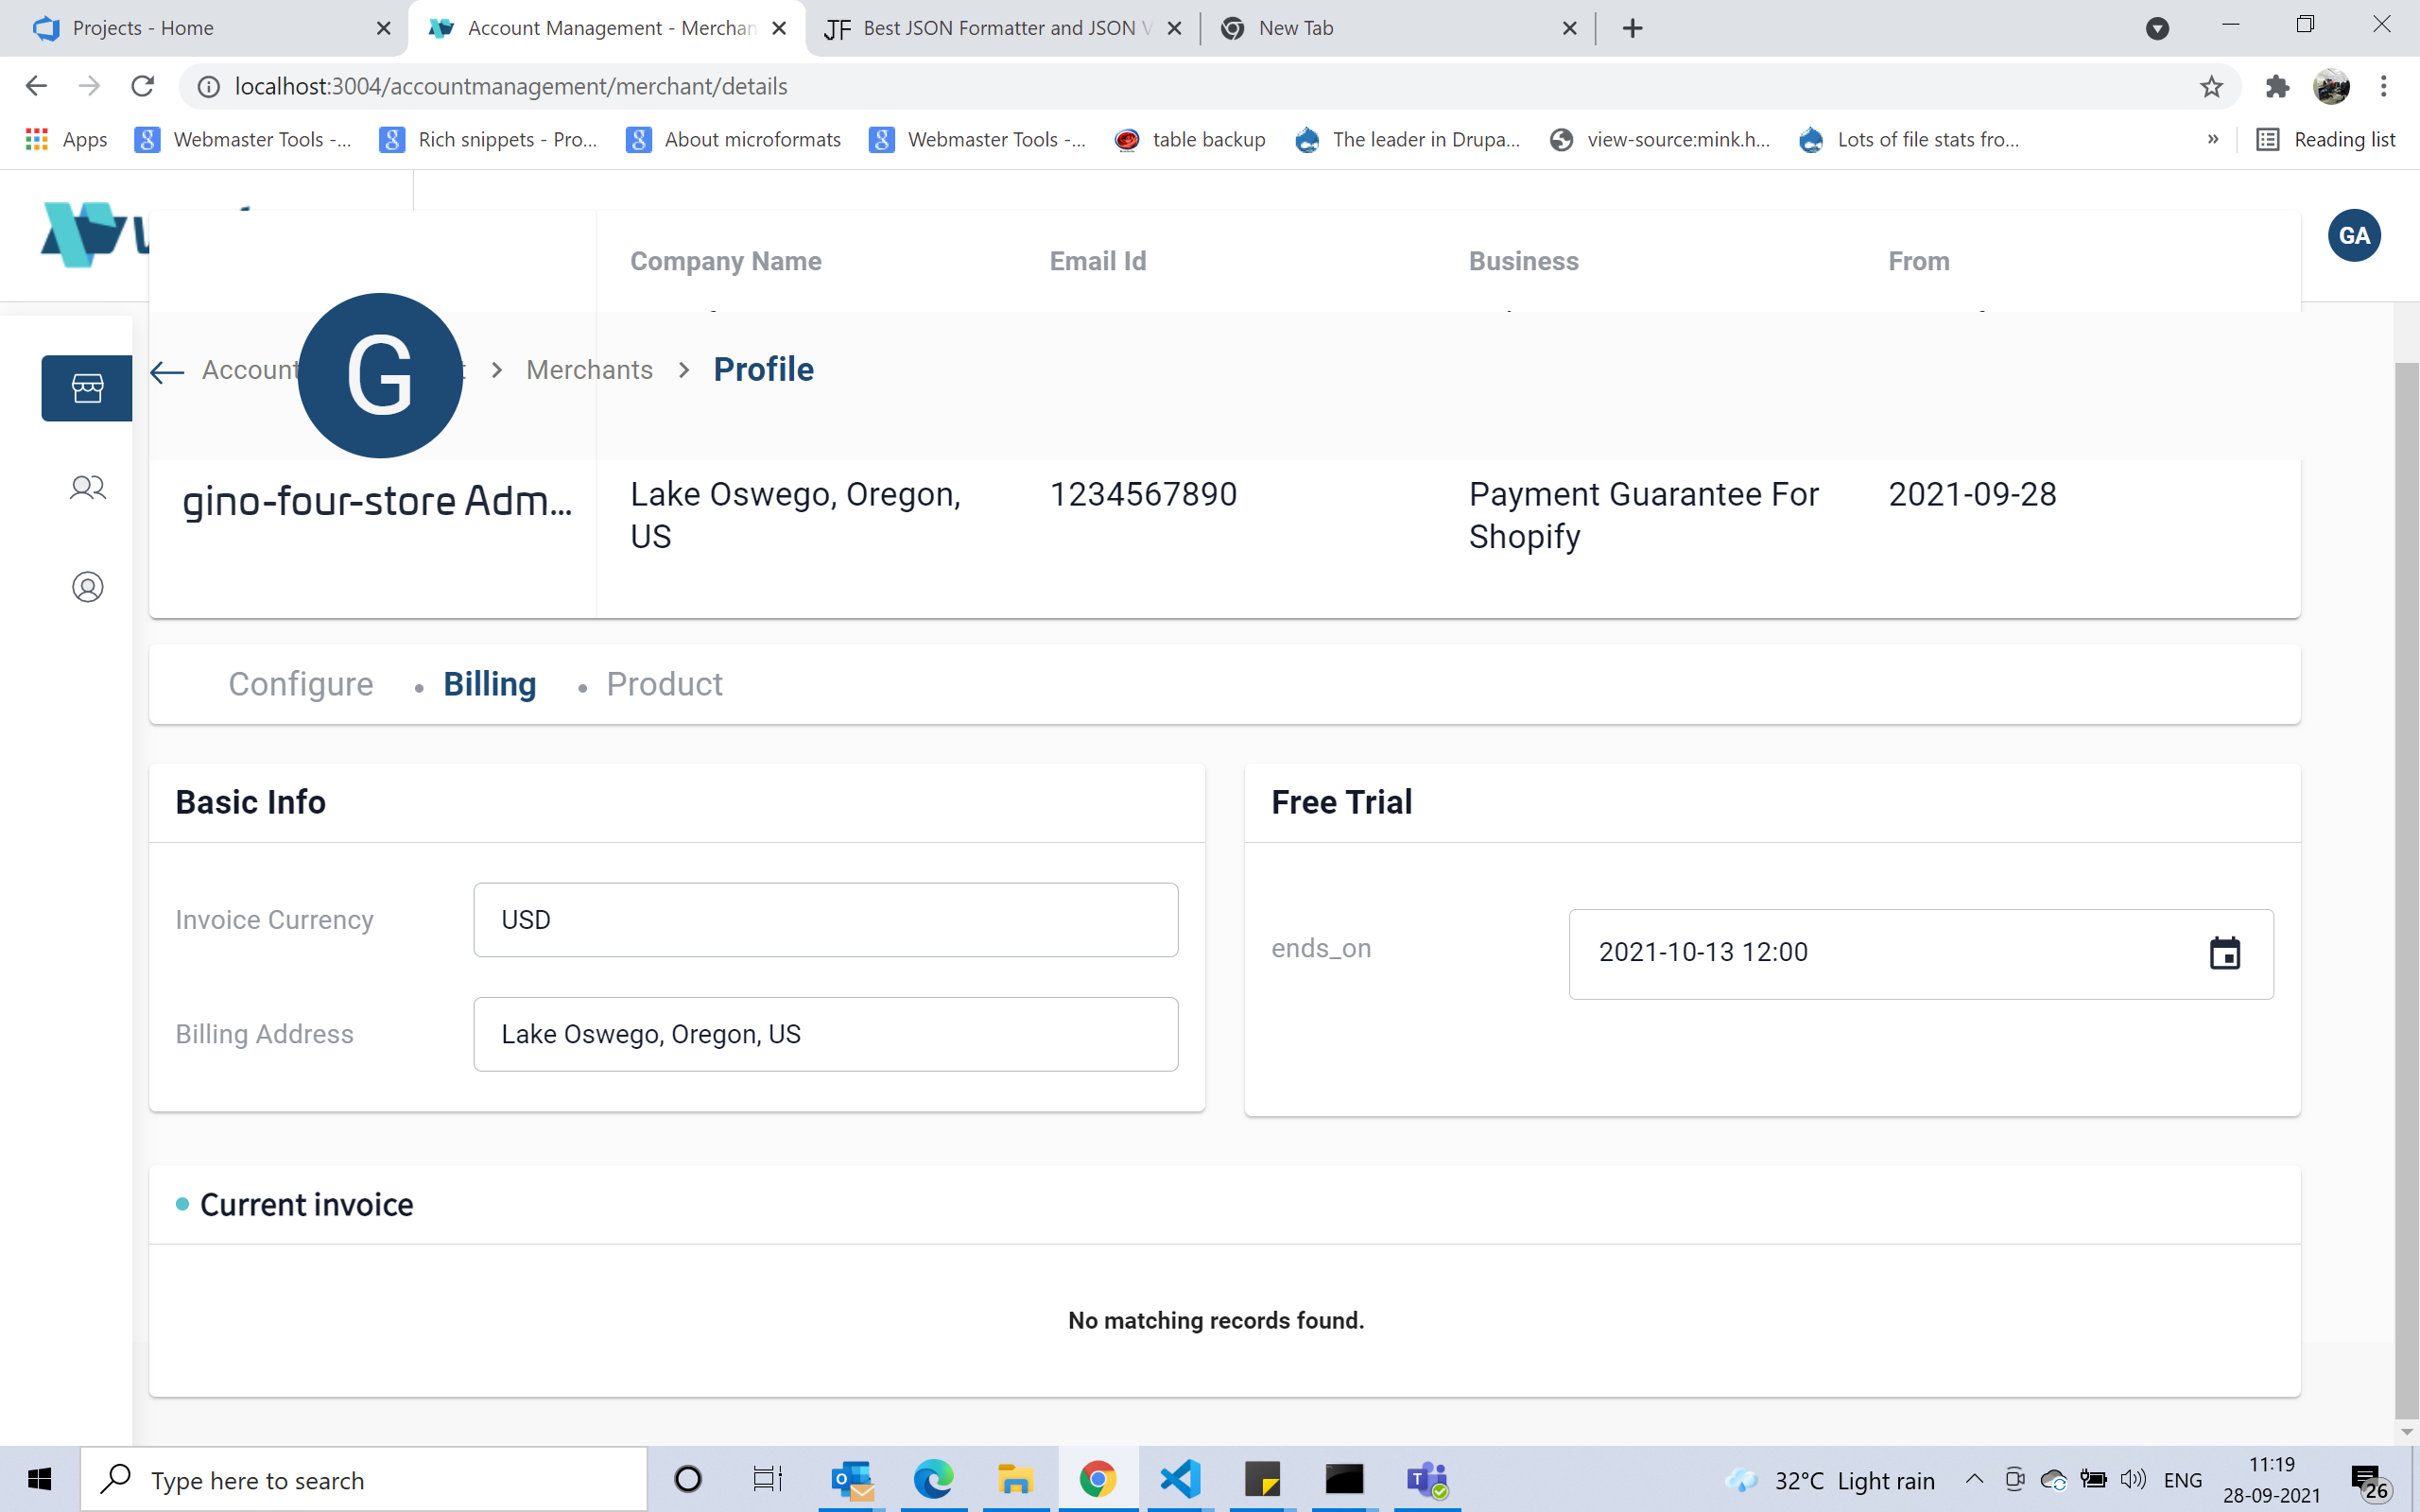 Projects - Home
Account Management - Merchan
JF Best JSON Formatter and JSON V
New Tab
localhost:3004/accountmanagement/merchant/details
Apps
g Webmaster Tools -...
g Rich snippets - Pro...
g About microformats
g Webmaster Tools -...
table backup
The leader in Drupa...
view-source:mink.h...
Lots of file stats fro...
»
Reading list
Company Name
Email Id
Business
From
GA
Account
Merchants
Profile
G
gino-four-store Adm...
Lake Oswego, Oregon,
US
1234567890
Payment Guarantee For
Shopify
2021-09-28
Configure
Billing
Product
Basic Info
Invoice Currency
USD
Billing Address
Lake Oswego, Oregon, US
Free Trial
ends_on
2021-10-13 12:00
Current invoice
No matching records found.
Type here to search
32°C Light rain
ENG
11:19
28-09-2021
26